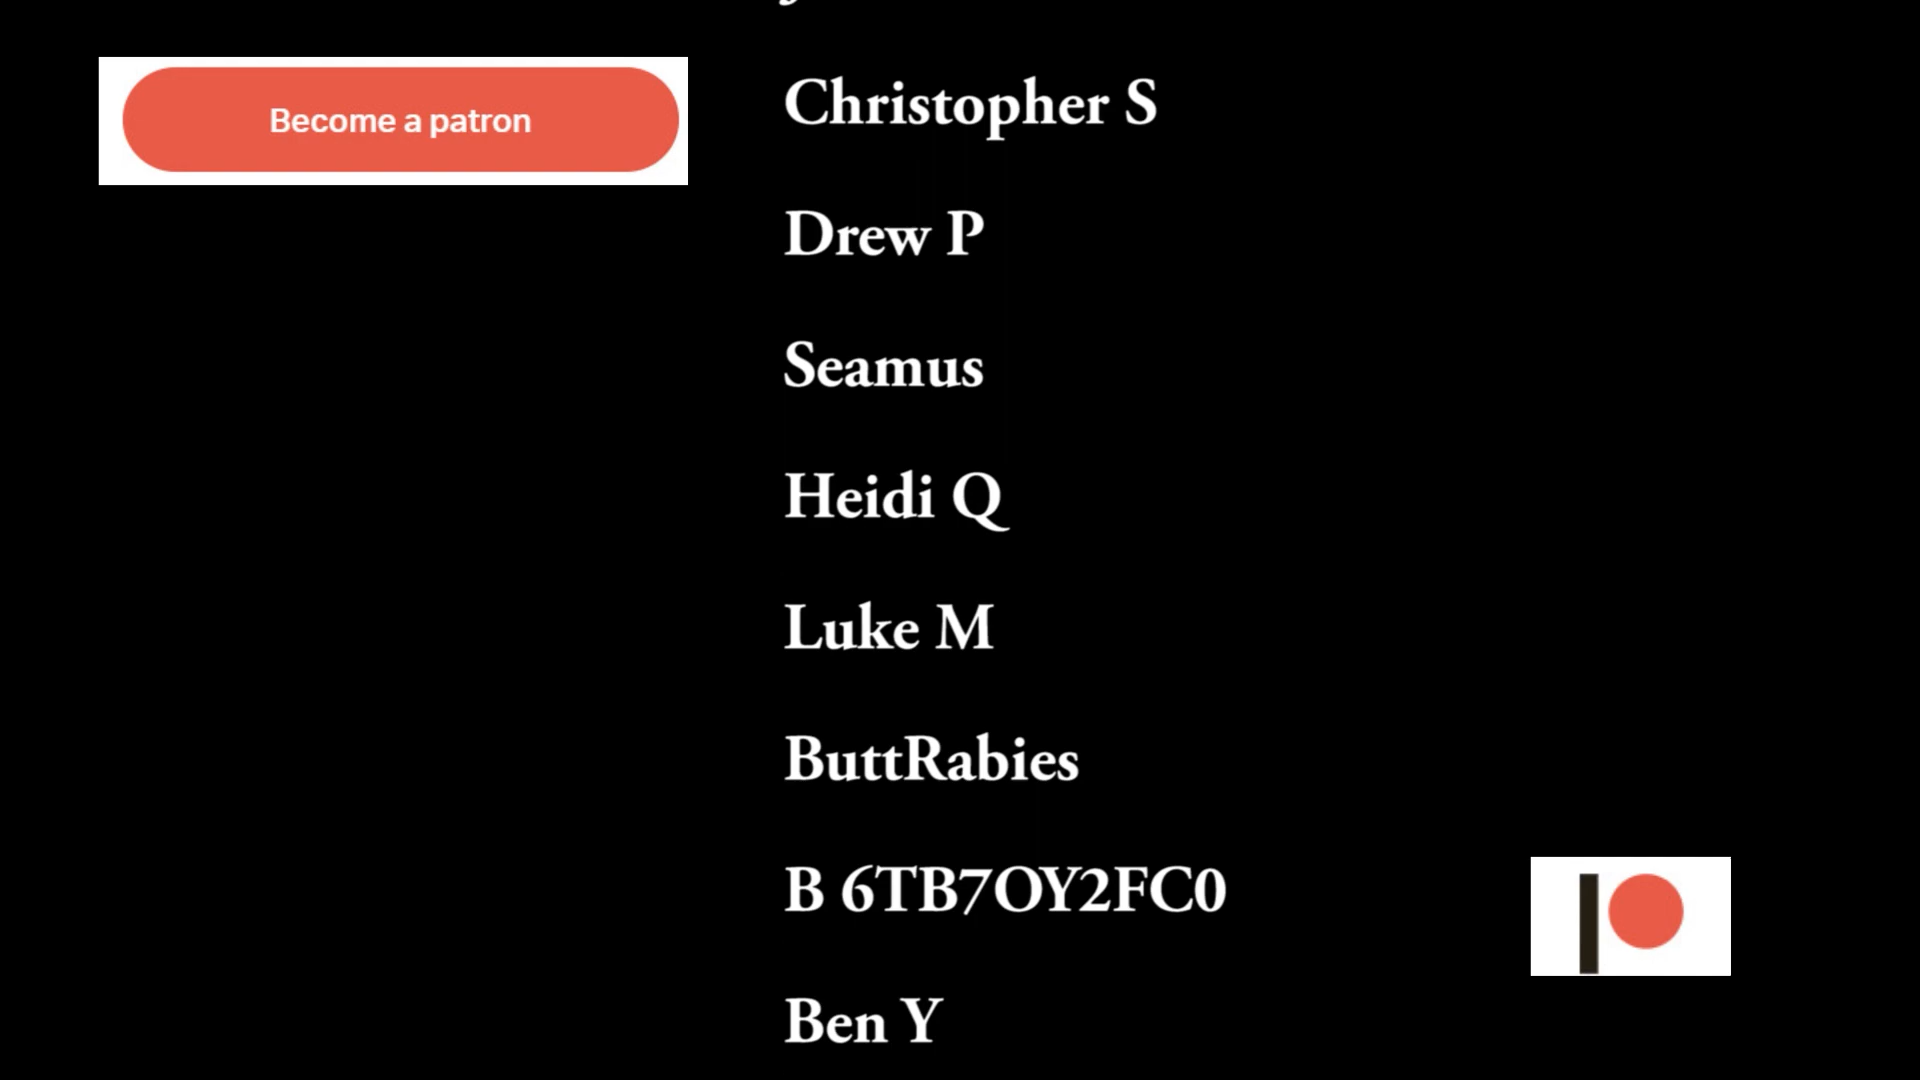 Become a patron
Christopher S
Drew P
Seamus
Heidi Q
Luke M
ButtRabies
B 6TB7OY2FC0
Ben Y